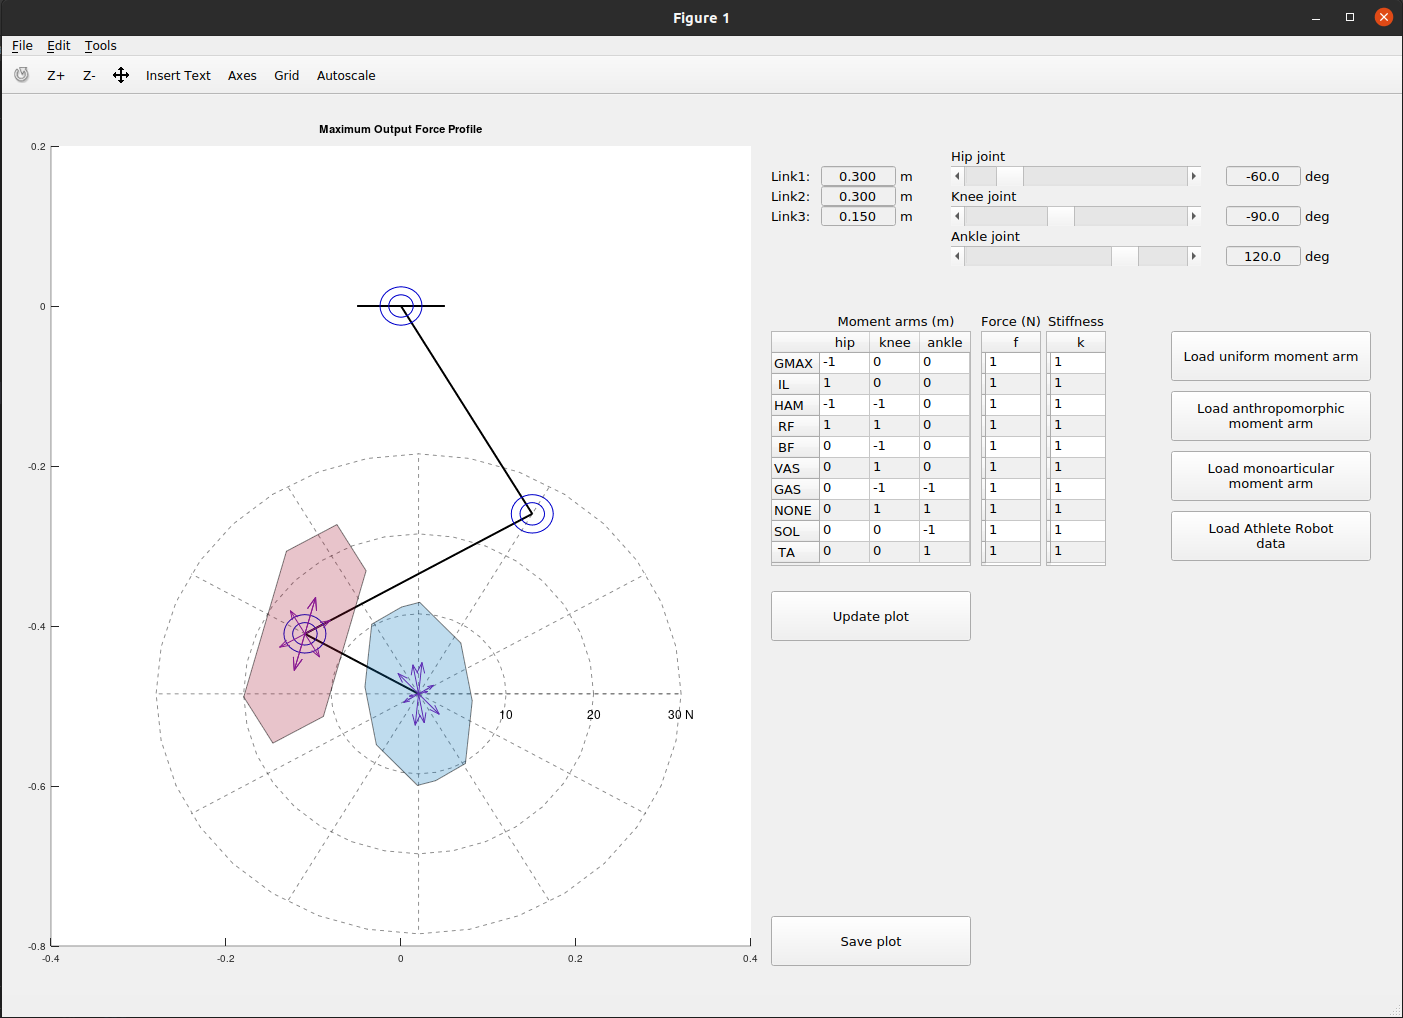 Figure 1
File Edit Tools
Z+ Z- Insert Text Axes Grid Autoscale
Maximum Output Force Profile
0.2
0
-0.2
-0.4
-0.6
-0.8
-0.4 -0.2 0 0.2 0.4
10 20 30 N
Link1: 0.300 m
Link2: 0.300 m
Link3: 0.150 m
Hip joint
-60.0 deg
Knee joint
-90.0 deg
Ankle joint
120.0 deg
Moment arms (m) Force (N) Stiffness
hip knee ankle f k
GMAX -1 0 0 1 1
IL 1 0 0 1 1
HAM -1 -1 0 1 1
RF 1 1 0 1 1
BF 0 -1 0 1 1
VAS 0 1 0 1 1
GAS 0 -1 -1 1 1
NONE 0 1 1 1 1
SOL 0 0 -1 1 1
TA 0 0 1 1 1
Load uniform moment arm
Load anthropomorphic
moment arm
Load monoarticular
moment arm
Load Athlete Robot
data
Update plot
Save plot